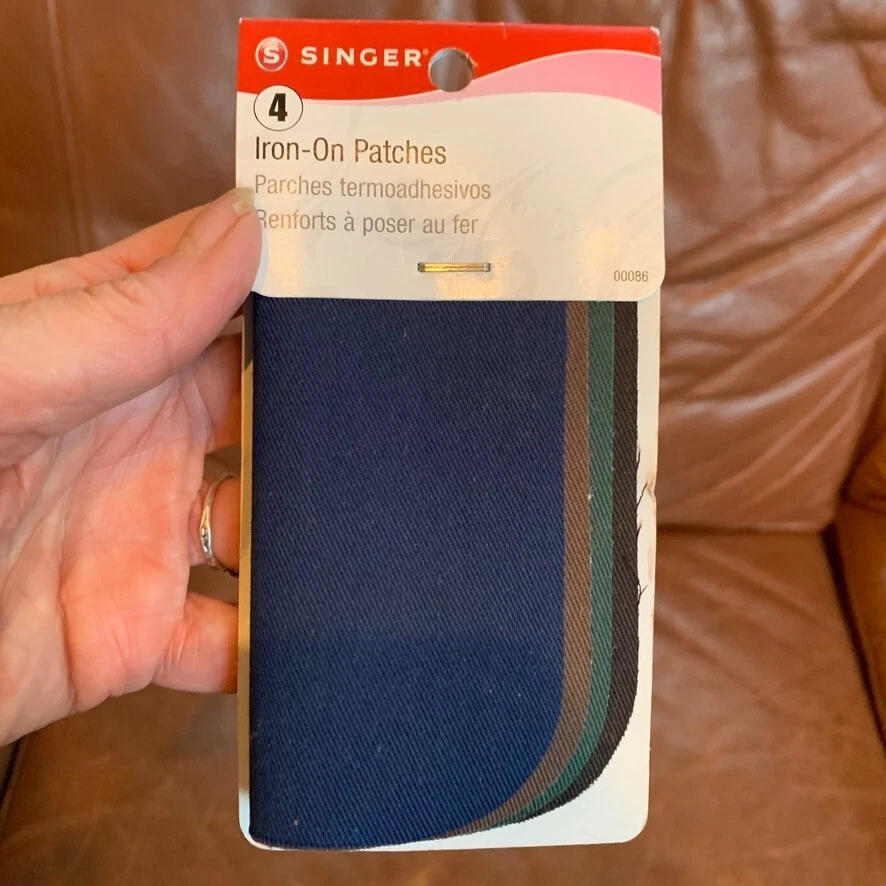 S SINGER®
4
Iron-On Patches
Parches termoadhesivos
Renforts à poser au fer
00086